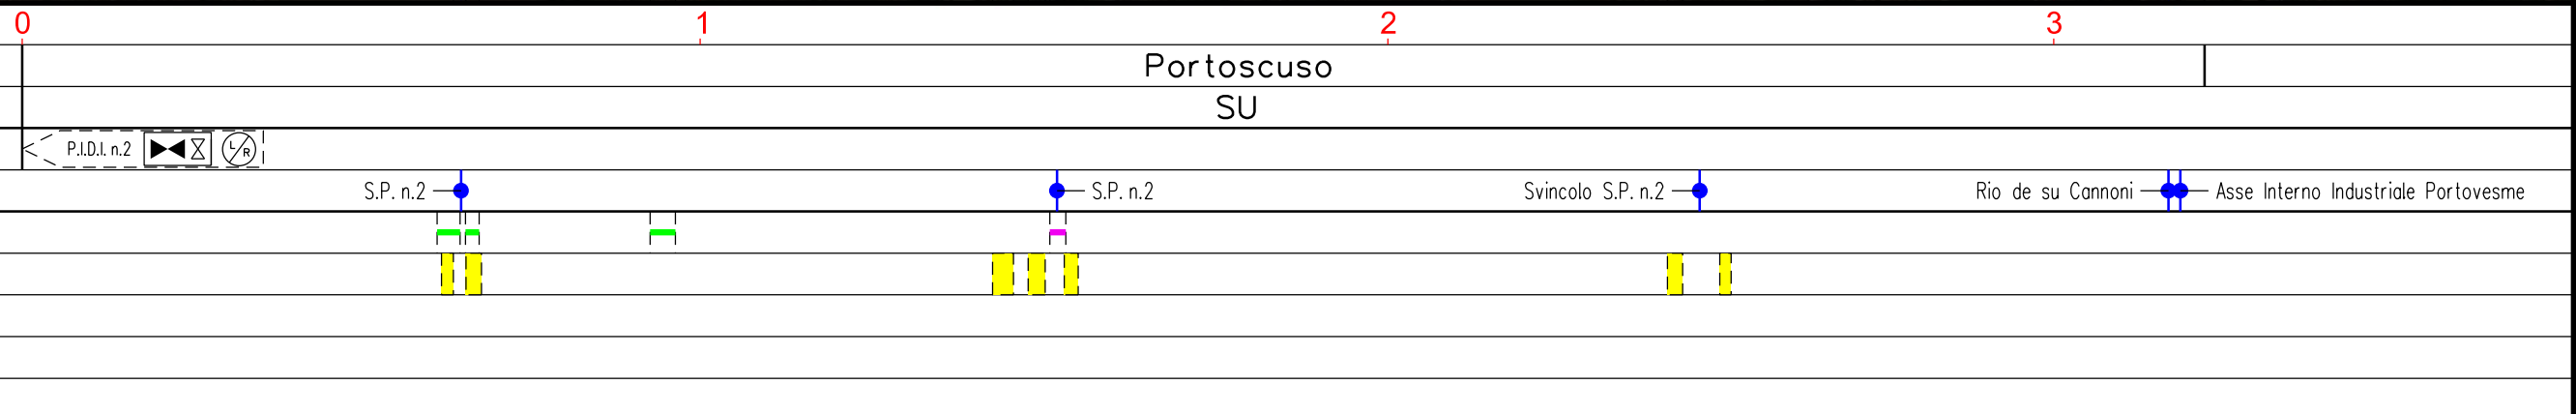 0 1 2 3
Portoscuso
SU
P.I.D.I. n.2 L/R
S.P. n.2 S.P. n.2 Svincolo S.P. n.2 Rio de su Cannoni Asse Interno Industriale Portovesme